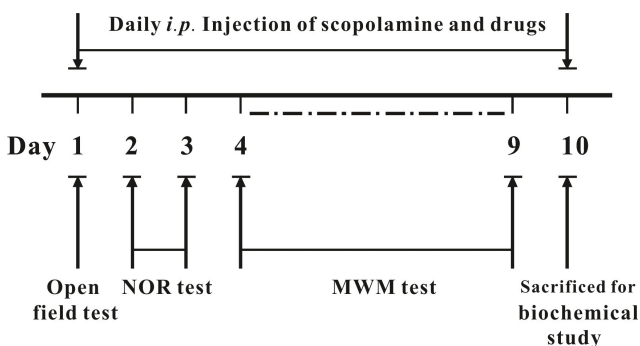 Daily i.p. Injection of scopolamine and drugs
Day 1 2 3 4 9 10
Open field test
NOR test
MWM test
Sacrificed for biochemical study